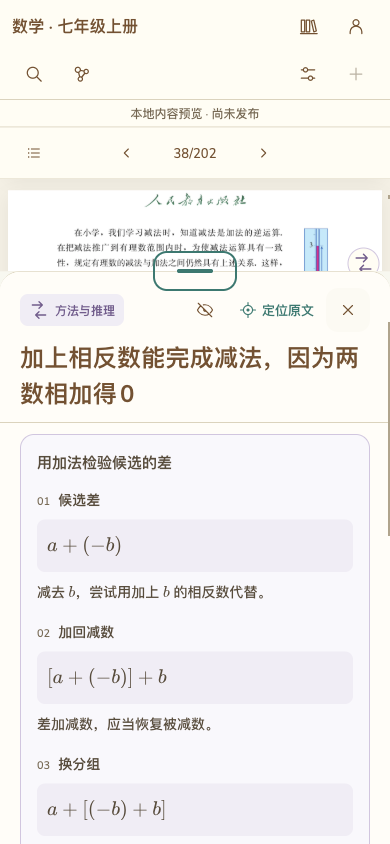 数学 · 七年级上册
本地内容预览 · 尚未发布
38/202
人民教育出版社
在小学，我们学习减法时，知道减法是加法的逆运算．
在把减法推广到有理数范围内时，为使减法运算具有一致
性，规定有理数的减法与加法之间仍然具有上述关系．这样，
方法与推理
定位原文
加上相反数能完成减法，因为两
数相加得 0
用加法检验候选的差
01 候选差
a + (−b)
减去 b，尝试用加上 b 的相反数代替。
02 加回减数
[a + (−b)] + b
差加减数，应当恢复被减数。
03 换分组
a + [(−b) + b]